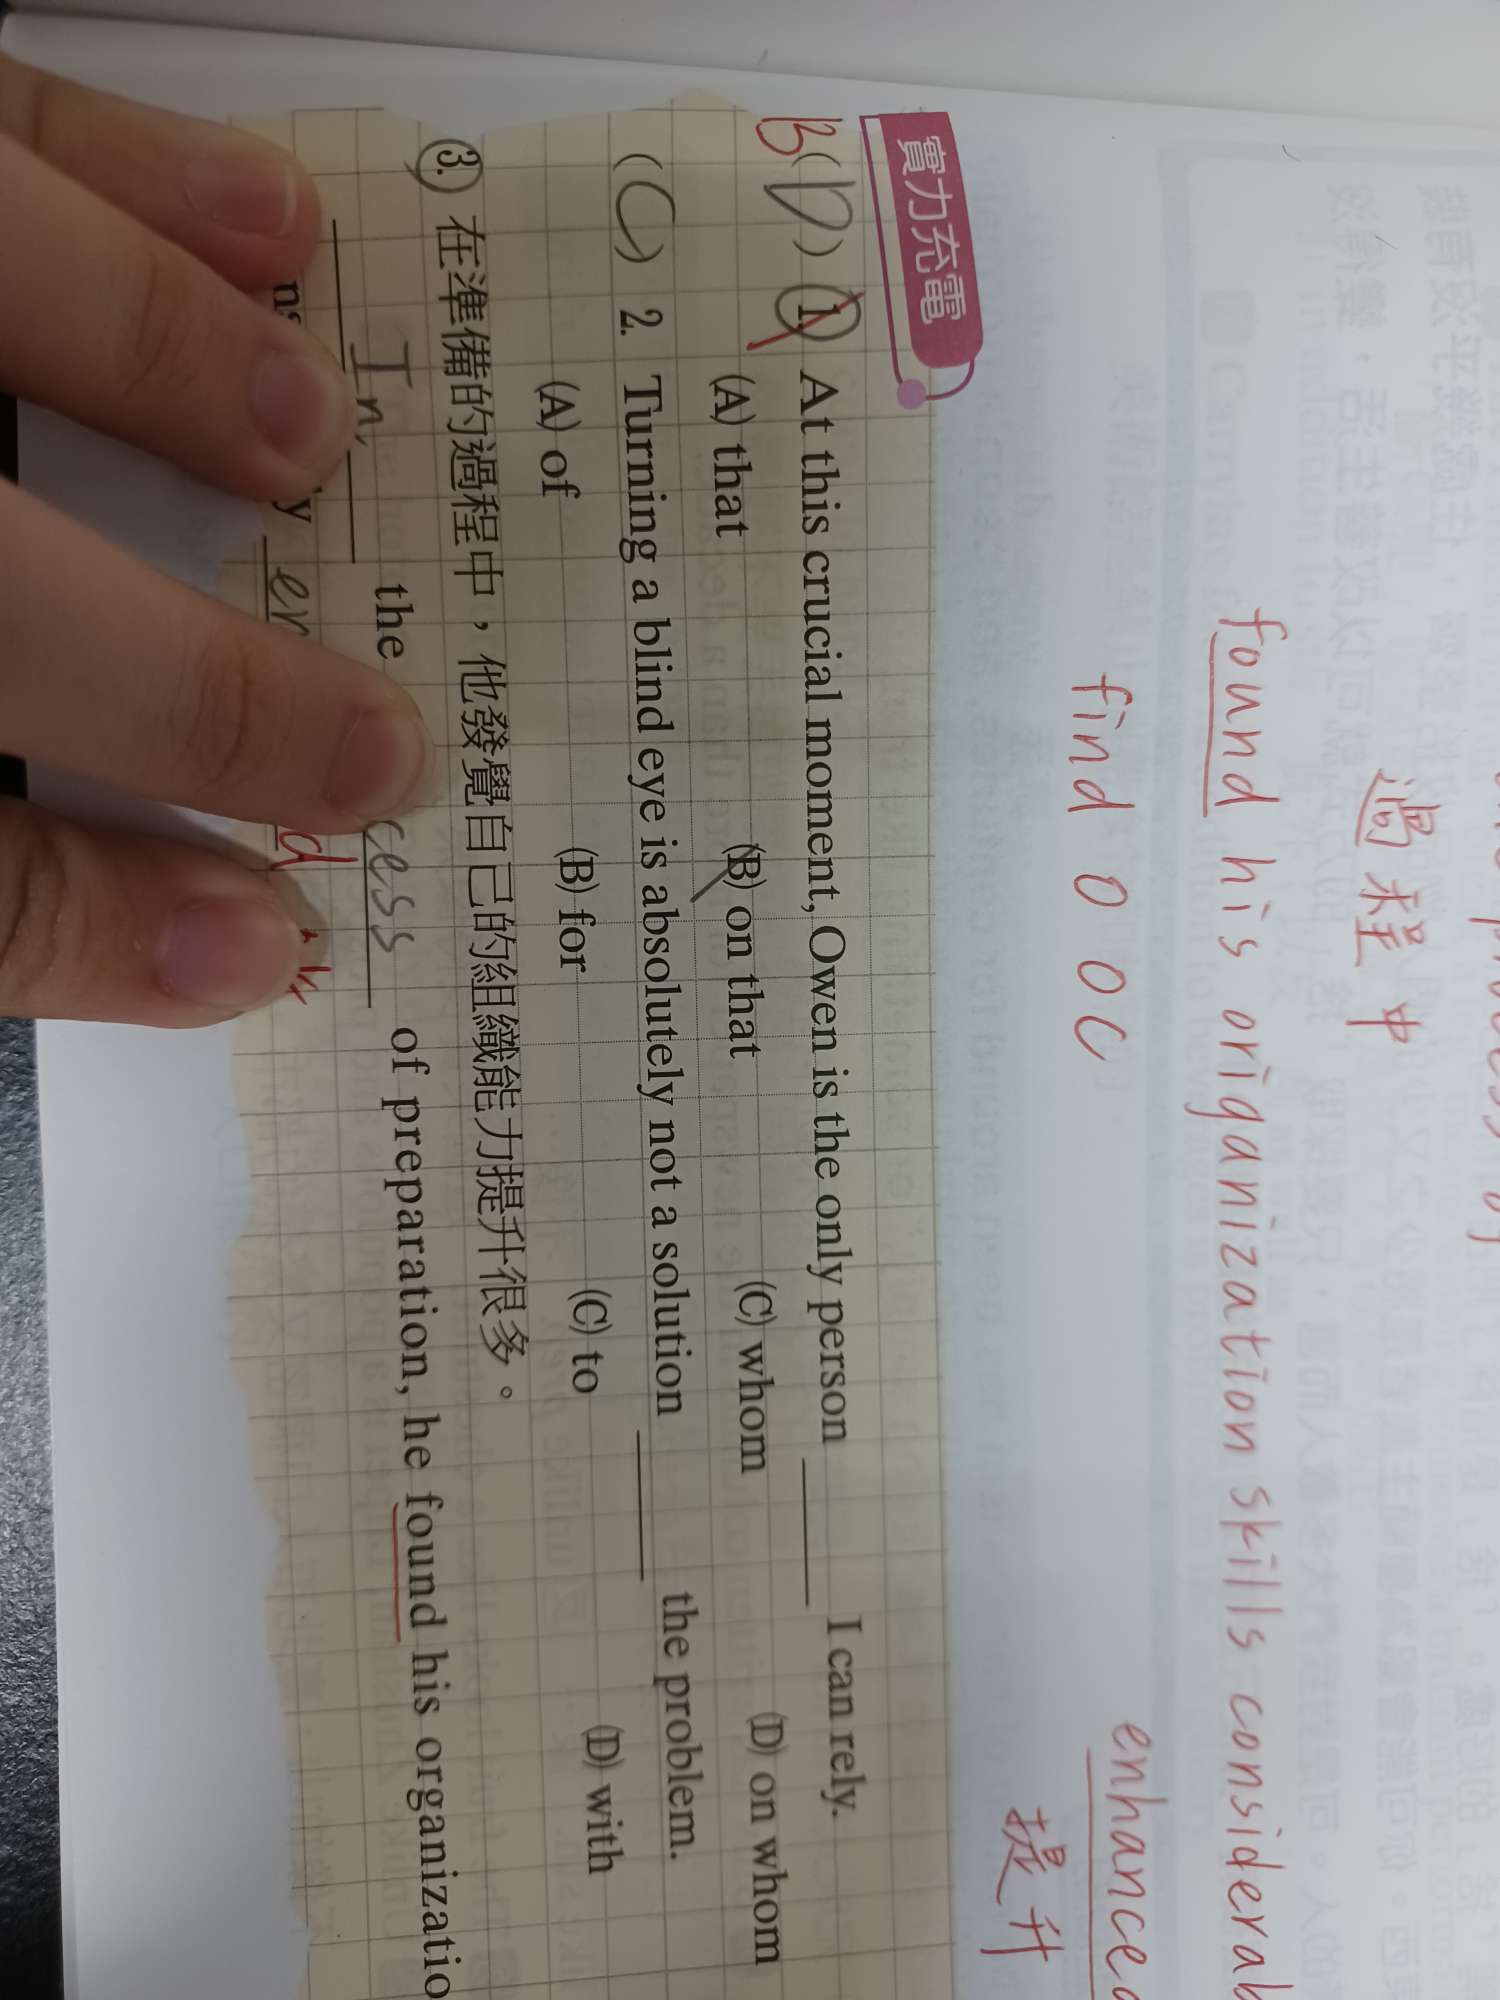 過程中
found his origanization skills considerab
find O OC
enhanced
提升
實力充電
B(D) 1. At this crucial moment, Owen is the only person ______ I can rely.
(A) that (B) on that (C) whom (D) on whom
(C) 2. Turning a blind eye is absolutely not a solution ______ the problem.
(A) of (B) for (C) to (D) with
3. 在準備的過程中，他發覺自己的組織能力提升很多。
In the cess of preparation, he found his organizatio
y en d